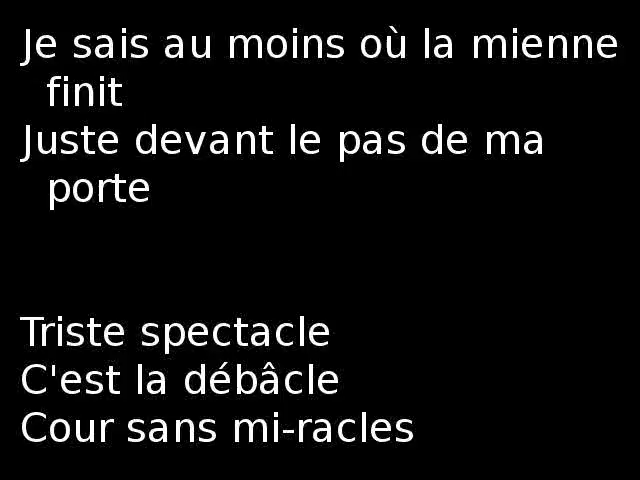 Je sais au moins où la mienne
finit
Juste devant le pas de ma
porte
Triste spectacle
C'est la débâcle
Cour sans mi-racles